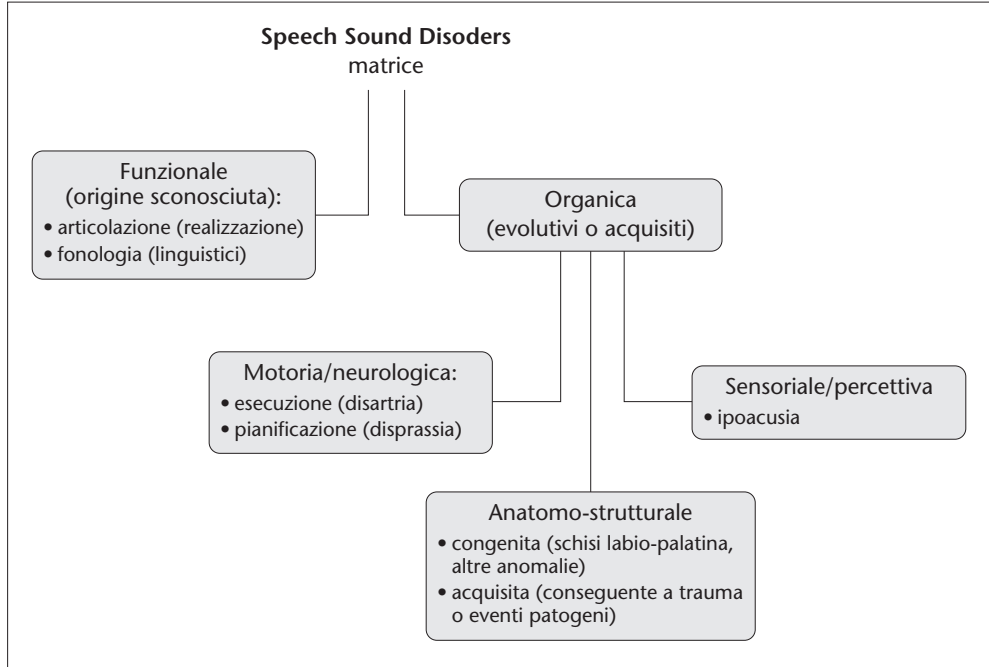 Speech Sound Disoders
matrice
Funzionale
(origine sconosciuta):
• articolazione (realizzazione)
• fonologia (linguistici)
Organica
(evolutivi o acquisiti)
Motoria/neurologica:
• esecuzione (disartria)
• pianificazione (disprassia)
Sensoriale/percettiva
• ipoacusia
Anatomo-strutturale
• congenita (schisi labio-palatina,
altre anomalie)
• acquisita (conseguente a trauma
o eventi patogeni)